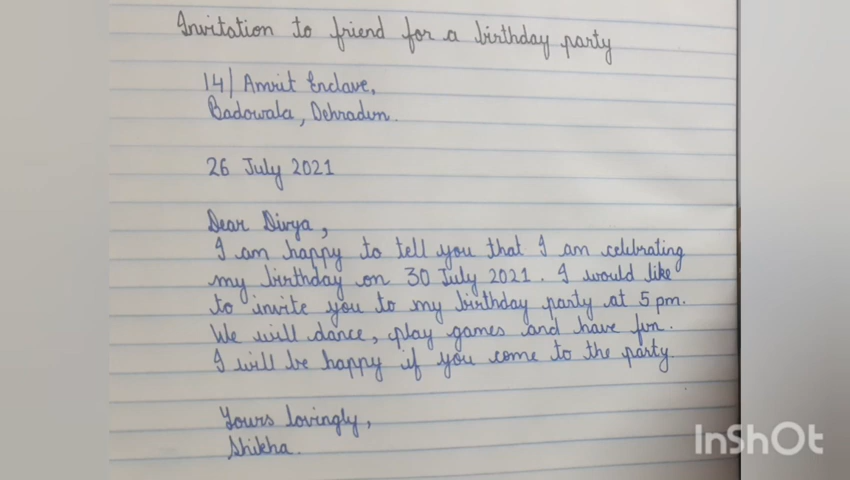 Invitation to friend for a birthday party
14/ Amrit Enclave,
Badowala, Dehradun.
26 July 2021
Dear Divya,
I am happy to tell you that I am celebrating
my birthday on 30 July 2021. I would like
to invite you to my birthday party at 5 pm.
We will dance, play games and have fun.
I will be happy if you come to the party.
Yours lovingly,
Shikha.
InShOt